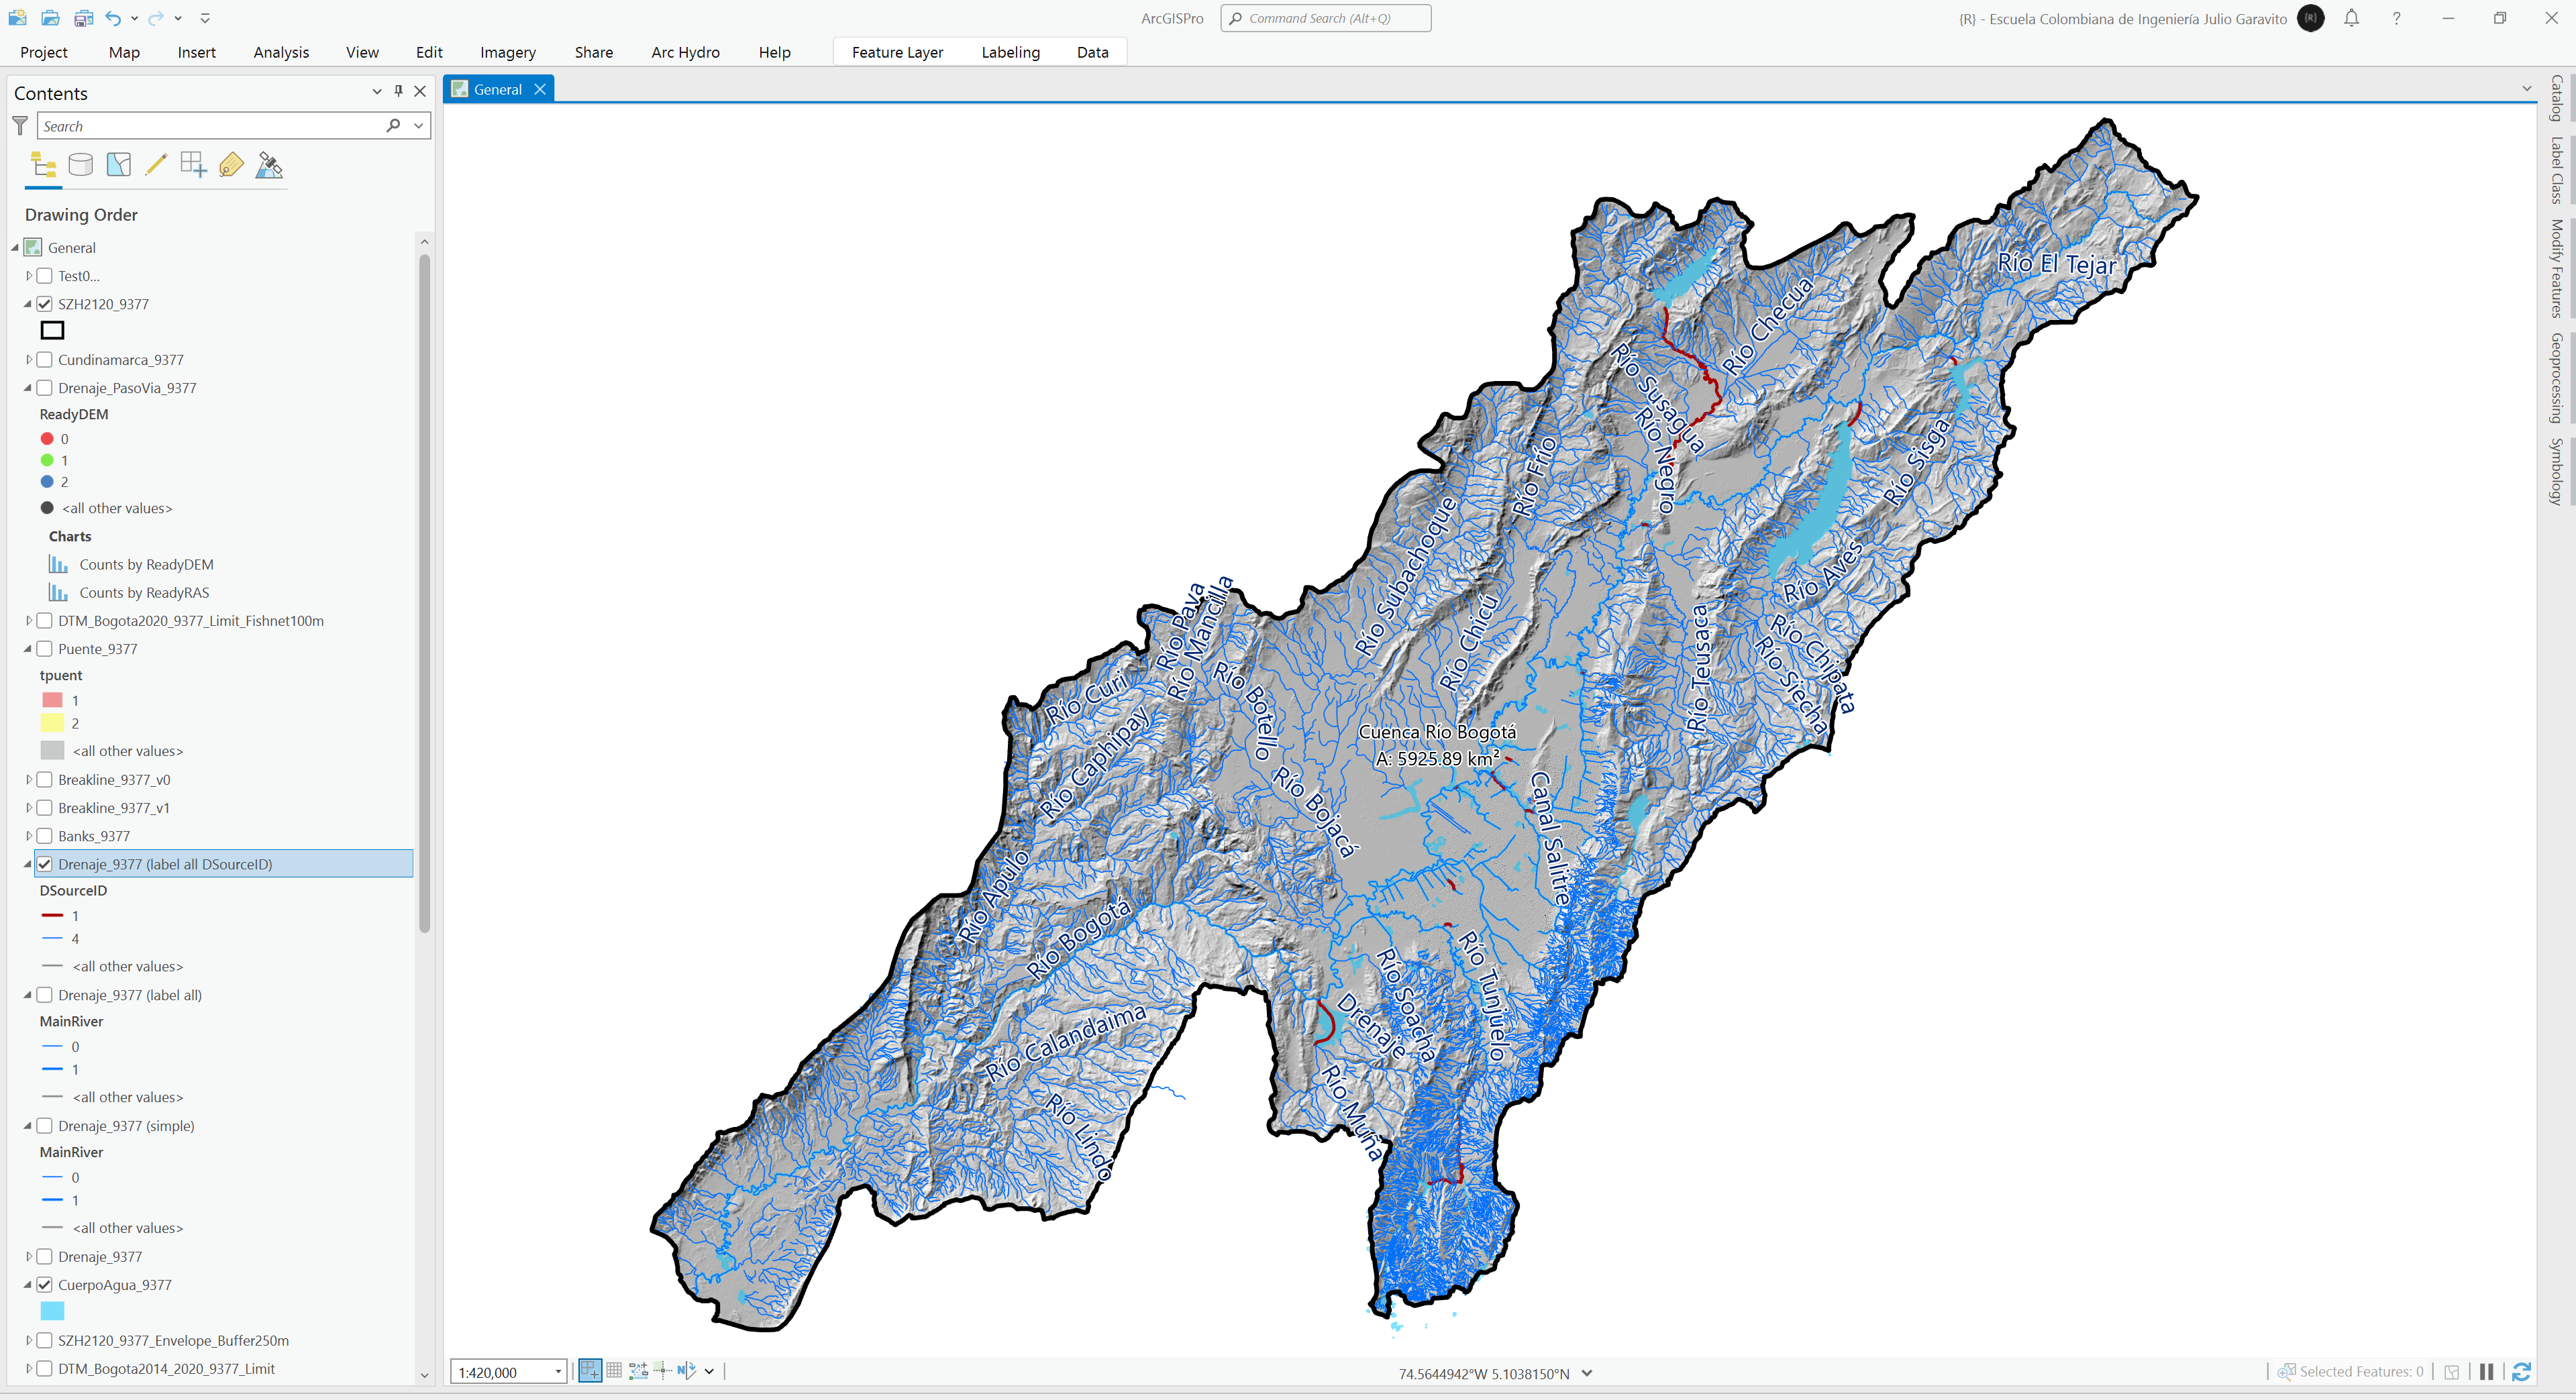 ArcGISPro
Command Search (Alt+Q)
{R} - Escuela Colombiana de Ingeniería Julio Garavito
{R}
Project
Map
Insert
Analysis
View
Edit
Imagery
Share
Arc Hydro
Help
Feature Layer
Labeling
Data
Contents
Search
Drawing Order
General
Test0...
SZH2120_9377
Cundinamarca_9377
Drenaje_PasoVia_9377
ReadyDEM
0
1
2
<all other values>
Charts
Counts by ReadyDEM
Counts by ReadyRAS
DTM_Bogota2020_9377_Limit_Fishnet100m
Puente_9377
tpuent
1
2
<all other values>
Breakline_9377_v0
Breakline_9377_v1
Banks_9377
Drenaje_9377 (label all DSourceID)
DSourceID
1
4
<all other values>
Drenaje_9377 (label all)
MainRiver
0
1
<all other values>
Drenaje_9377 (simple)
MainRiver
0
1
<all other values>
Drenaje_9377
CuerpoAgua_9377
SZH2120_9377_Envelope_Buffer250m
DTM_Bogota2014_2020_9377_Limit
General
Río El Tejar
Río Checua
Río Susagua
Río Negro
Río Frío
Río Sisga
Río Subachoque
Río Aves
Río Pava
Río Mancilla
Río Chicú
Río Teusaca
Río Chipata
Río Siecha
Río Curi
Río Botello
Río Caphipay
Cuenca Río Bogotá
A: 5925.89 km²
Río Bojacá
Canal Salitre
Río Apulo
Río Bogotá
Río Tunjuelo
Río Soacha
Drenaje
Río Calandaima
Río Muña
Río Lindo
1:420,000
N
74.5644942°W 5.1038150°N
Selected Features: 0
Catalog
Label Class
Modify Features
Geoprocessing
Symbology